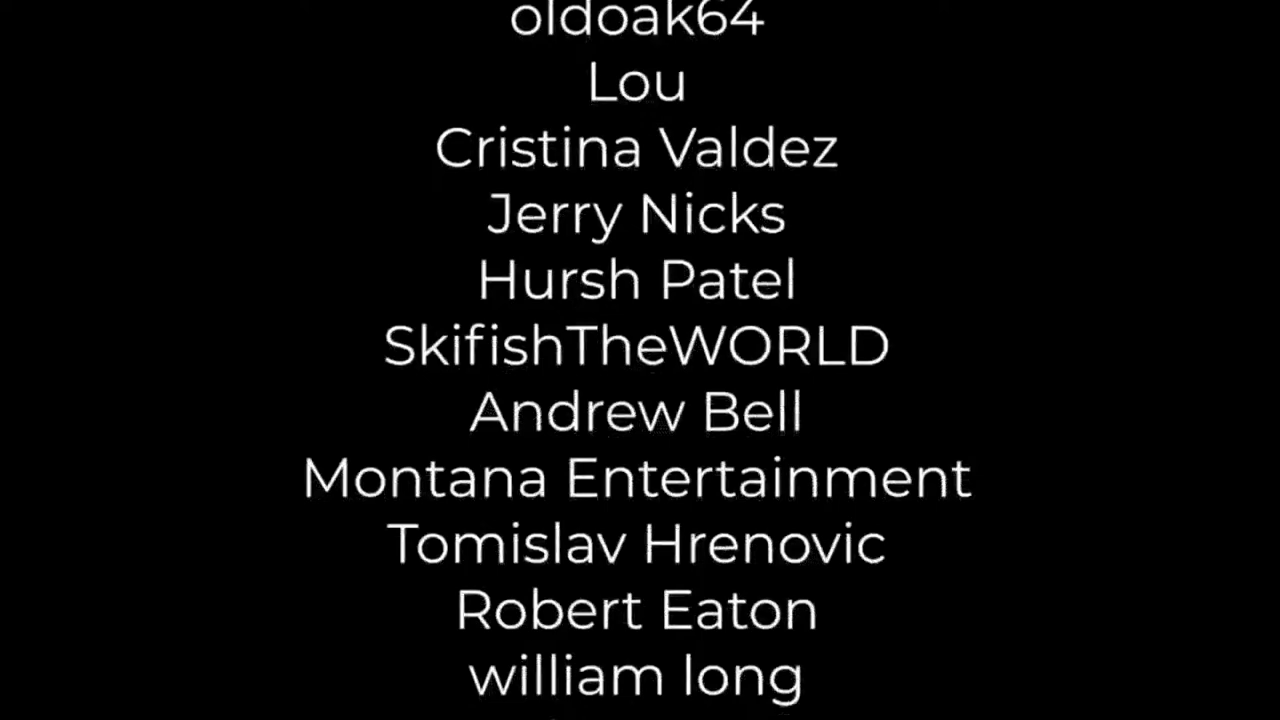 oldoak64
Lou
Cristina Valdez
Jerry Nicks
Hursh Patel
SkifishTheWORLD
Andrew Bell
Montana Entertainment
Tomislav Hrenovic
Robert Eaton
william long